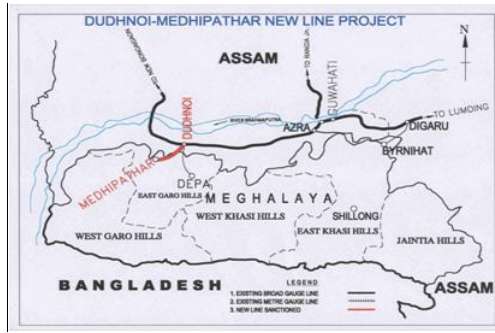 DUDHNOI-MEDHIPATHAR NEW LINE PROJECT
N
TO NEW BONGAIGAON
ASSAM
TO RANGIA Jn.
GUWAHATI
RIVER BRAHMAPUTRA
DUDHNOI
AZRA
TO LUMDING
DIGARU
BYRNIHAT
MEDHIPATHAR
DEPA
EAST GARO HILLS
MEGHALAYA
WEST KHASI HILLS
SHILLONG
WEST GARO HILLS
EAST KHASI HILLS
JAINTIA HILLS
BANGLADESH
ASSAM
LEGEND
1. EXISTING BROAD GAUGE LINE
2. EXISTING METRE GAUGE LINE
3. NEW LINE SANCTIONED